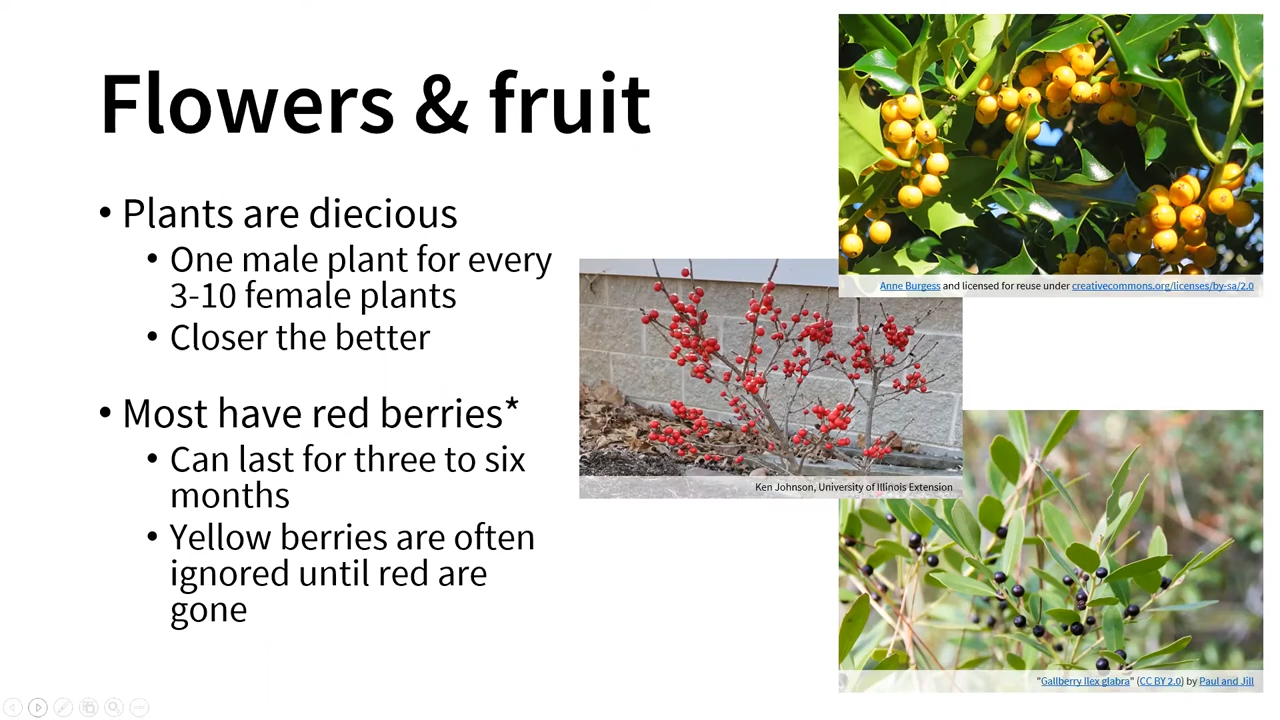 Flowers & fruit
• Plants are diecious
• One male plant for every
3-10 female plants
• Closer the better
• Most have red berries*
• Can last for three to six
months
• Yellow berries are often
ignored until red are
gone
Anne Burgess and licensed for reuse under creativecommons.org/licenses/by-sa/2.0
Ken Johnson, University of Illinois Extension
"Gallberry Ilex glabra" (CC BY 2.0) by Paul and Jill